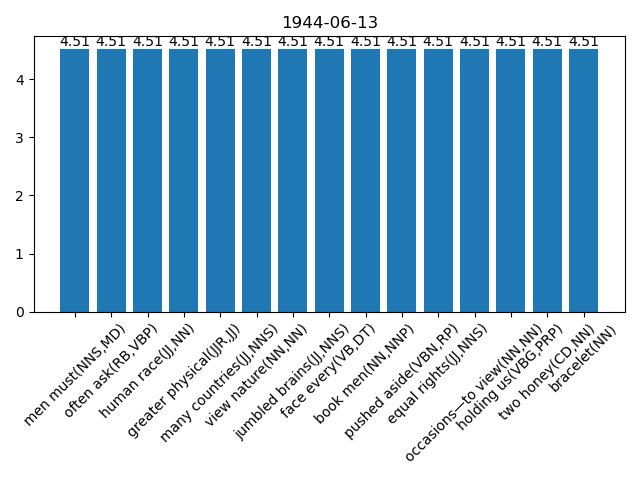 1944-06-13
4.51 4.51 4.51 4.51 4.51 4.51 4.51 4.51 4.51 4.51 4.51 4.51 4.51 4.51 4.51
4
3
2
1
0
men must(NNS,MD)
often ask(RB,VBP)
human race(JJ,NN)
greater physical(JJR,JJ)
many countries(JJ,NNS)
view nature(NN,NN)
jumbled brains(JJ,NNS)
face every(VB,DT)
book men(NN,NNP)
pushed aside(VBN,RP)
equal rights(JJ,NNS)
occasions—to view(NN,NN)
holding us(VBG,PRP)
two honey(CD,NN)
bracelet(NN)